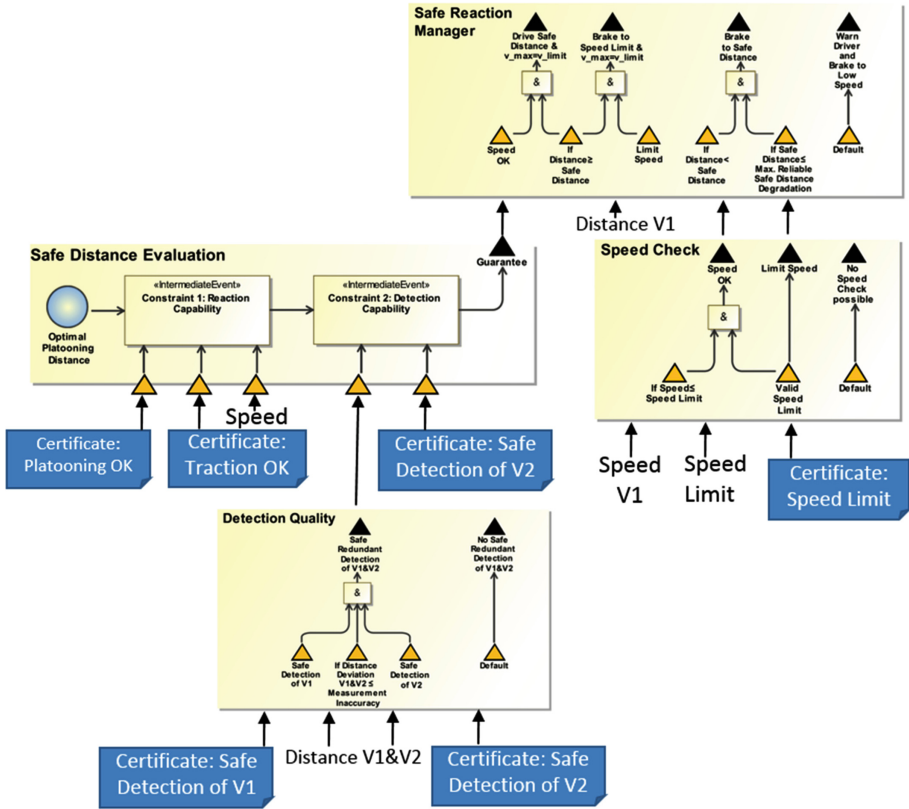 Safe Reaction
Manager
Drive Safe
Distance &
v_max=v_limit
Brake to
Speed Limit &
v_max=v_limit
Brake
to Safe
Distance
Warn
Driver
and
Brake to
Low
Speed
&
&
&
Speed
OK
If
Distance≥
Safe
Distance
Limit
Speed
If
Distance<
Safe
Distance
If Safe
Distance≤
Max. Reliable
Safe Distance
Degradation
Default
Distance V1
Safe Distance Evaluation
Guarantee
Optimal
Platooning
Distance
«IntermediateEvent»
Constraint 1: Reaction
Capability
«IntermediateEvent»
Constraint 2: Detection
Capability
Speed
Certificate:
Platooning OK
Certificate:
Traction OK
Certificate: Safe
Detection of V2
Speed Check
Speed
OK
Limit Speed
No
Speed
Check
possible
&
If Speed≤
Speed Limit
Valid
Speed
Limit
Default
Speed
V1
Speed
Limit
Certificate:
Speed Limit
Detection Quality
Safe
Redundant
Detection
of V1&V2
No Safe
Redundant
Detection
of V1&V2
&
Safe
Detection
of V1
If Distance
Deviation
V1&V2 ≤
Measurement
Inaccuracy
Safe
Detection
of V2
Default
Certificate: Safe
Detection of V1
Distance V1&V2
Certificate: Safe
Detection of V2